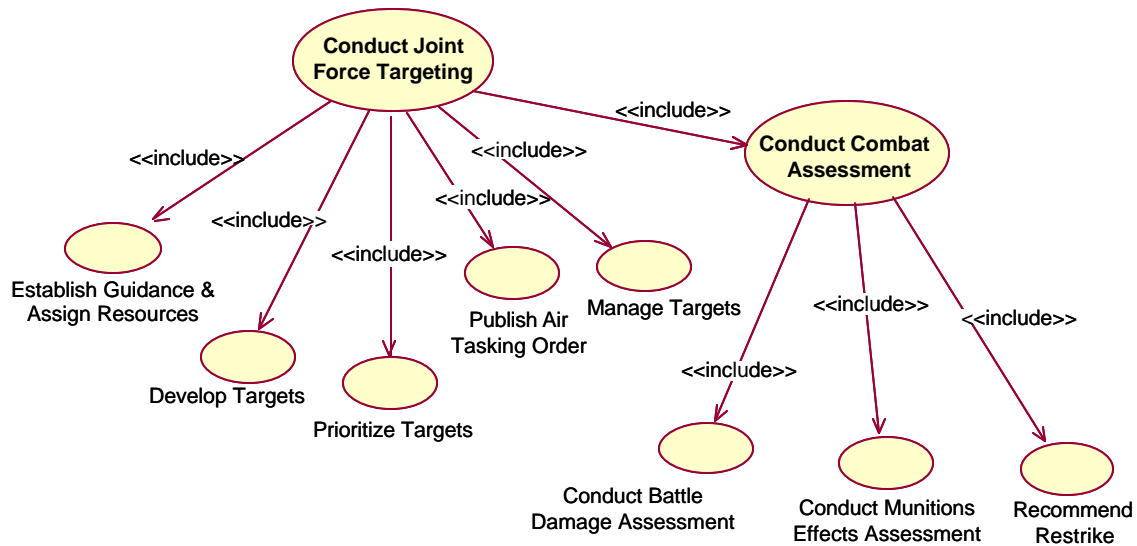 Conduct Joint
Force Targeting
<<include>>
<<include>>
Conduct Combat
Assessment
<<include>>
<<include>>
<<include>>
<<include>>
Establish Guidance &
Assign Resources
Publish Air
Tasking Order
Manage Targets
<<include>>
<<include>>
<<include>>
Develop Targets
Prioritize Targets
Conduct Battle
Damage Assessment
Conduct Munitions
Effects Assessment
Recommend
Restrike